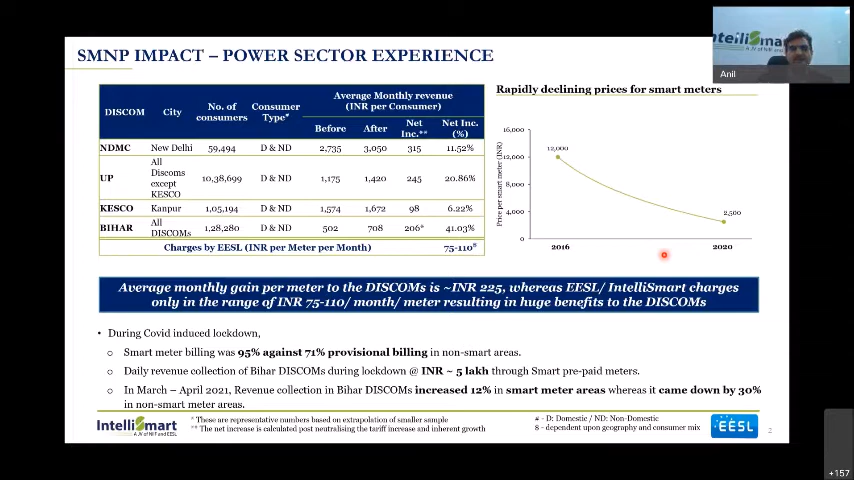 SMNP IMPACT – POWER SECTOR EXPERIENCE
DISCOM City No. of consumers Consumer Type# Average Monthly revenue (INR per Consumer)
Before After Net Inc.** Net Inc. (%)
NDMC New Delhi 59,494 D & ND 2,735 3,050 315 11.52%
UP All Discoms except KESCO 10,38,699 D & ND 1,175 1,420 245 20.86%
KESCO Kanpur 1,05,194 D & ND 1,574 1,672 98 6.22%
BIHAR All DISCOMs 1,28,280 D & ND 502 708 206* 41.03%
Charges by EESL (INR per Meter per Month) 75-110$
Rapidly declining prices for smart meters
Price per smart meter (INR)
16,000
12,000
8,000
4,000
0
12,000
2,500
2016 2020
Average monthly gain per meter to the DISCOMs is ~INR 225, whereas EESL/ IntelliSmart charges
only in the range of INR 75-110/ month/ meter resulting in huge benefits to the DISCOMs
• During Covid induced lockdown,
o Smart meter billing was 95% against 71% provisional billing in non-smart areas.
o Daily revenue collection of Bihar DISCOMs during lockdown @ INR ~ 5 lakh through Smart pre-paid meters.
o In March – April 2021, Revenue collection in Bihar DISCOMs increased 12% in smart meter areas whereas it came down by 30%
in non-smart meter areas.
IntelliSmart
A JV of NIIF and EESL
* These are representative numbers based on extrapolation of smaller sample
** The net increase is calculated post neutralising the tariff increase and inherent growth
# - D: Domestic / ND: Non-Domestic
$ - dependent upon geography and consumer mix
EESL
2
ntelliSmar
A JV of NIIF and
Anil
+157